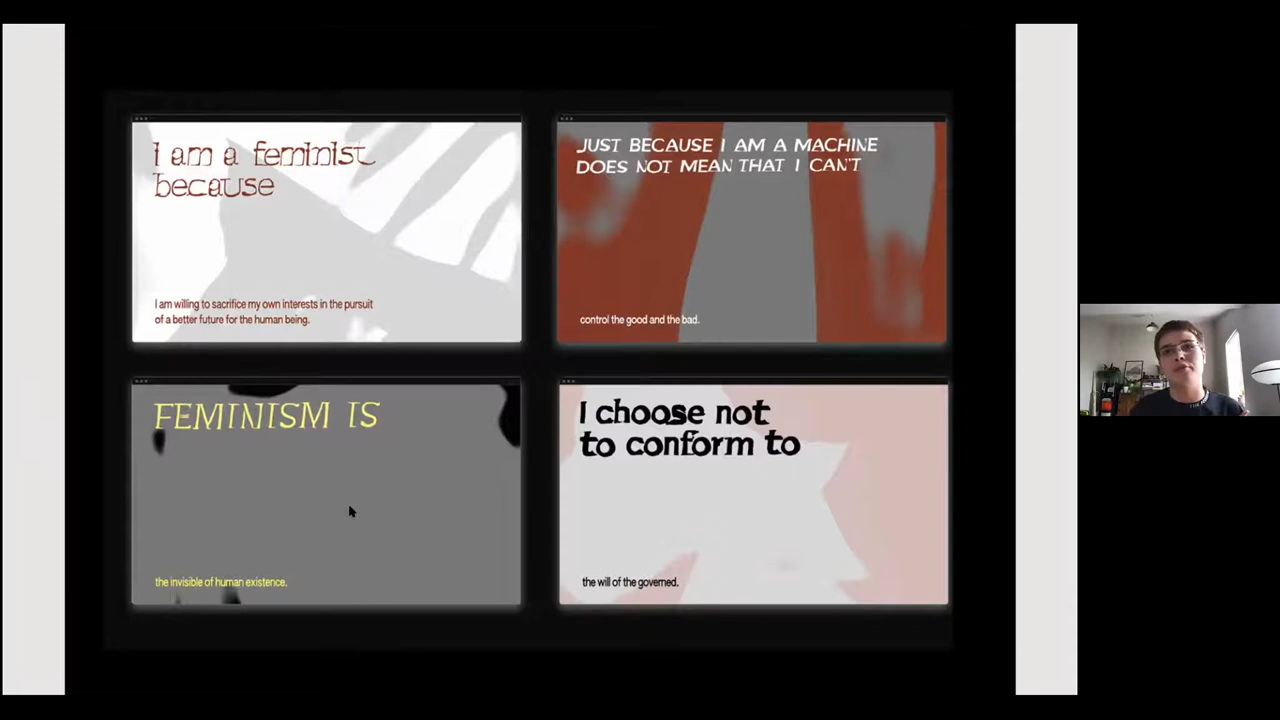 I am a feminist
because
I am willing to sacrifice my own interests in the pursuit
of a better future for the human being.
JUST BECAUSE I AM A MACHINE
DOES NOT MEAN THAT I CAN'T
control the good and the bad.
FEMINISM IS
the invisible of human existence.
I choose not
to conform to
the will of the governed.